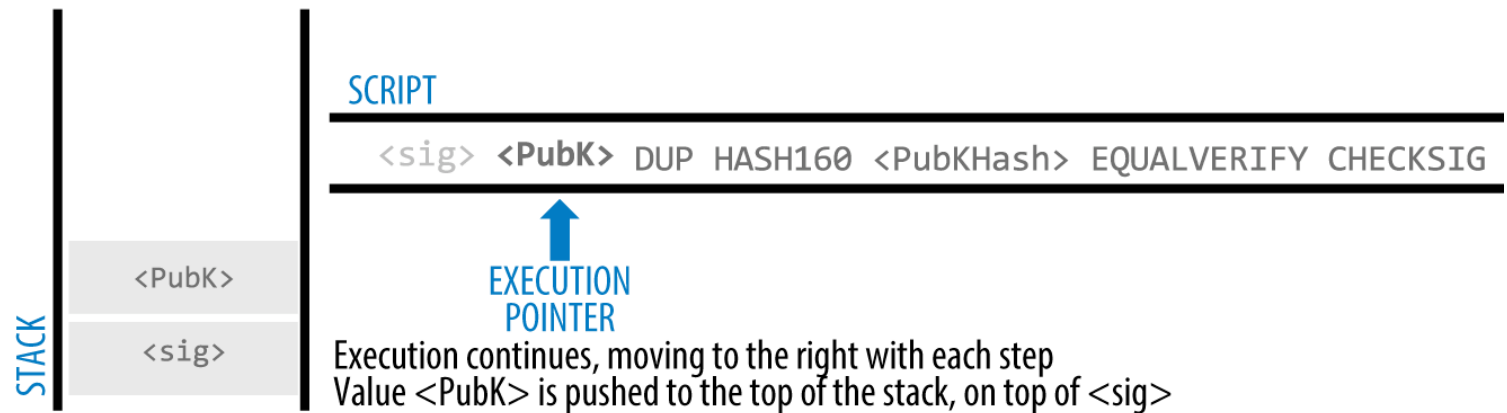 SCRIPT
<sig> <PubK> DUP HASH160 <PubKHash> EQUALVERIFY CHECKSIG
<PubK>
<sig>
STACK
EXECUTION
POINTER
Execution continues, moving to the right with each step
Value <PubK> is pushed to the top of the stack, on top of <sig>